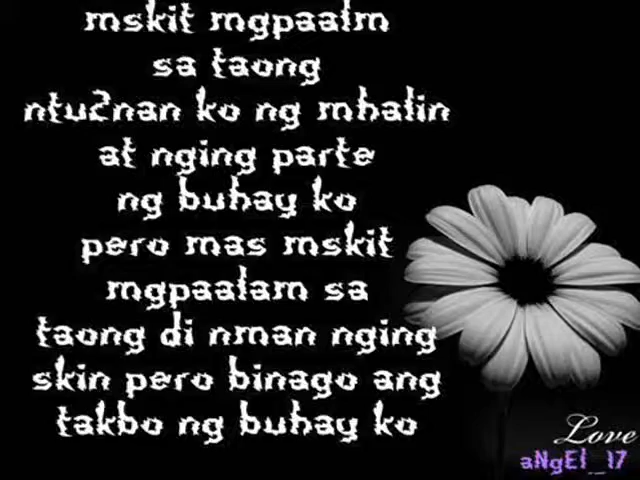 mskit mgpaalm
sa taong
ntu2nan ko ng mhalin
at nging parte
ng buhay ko
pero mas mskit
mgpaalam sa
taong di nman nging
skin pero binago ang
takbo ng buhay ko
Love
aNgEl_17